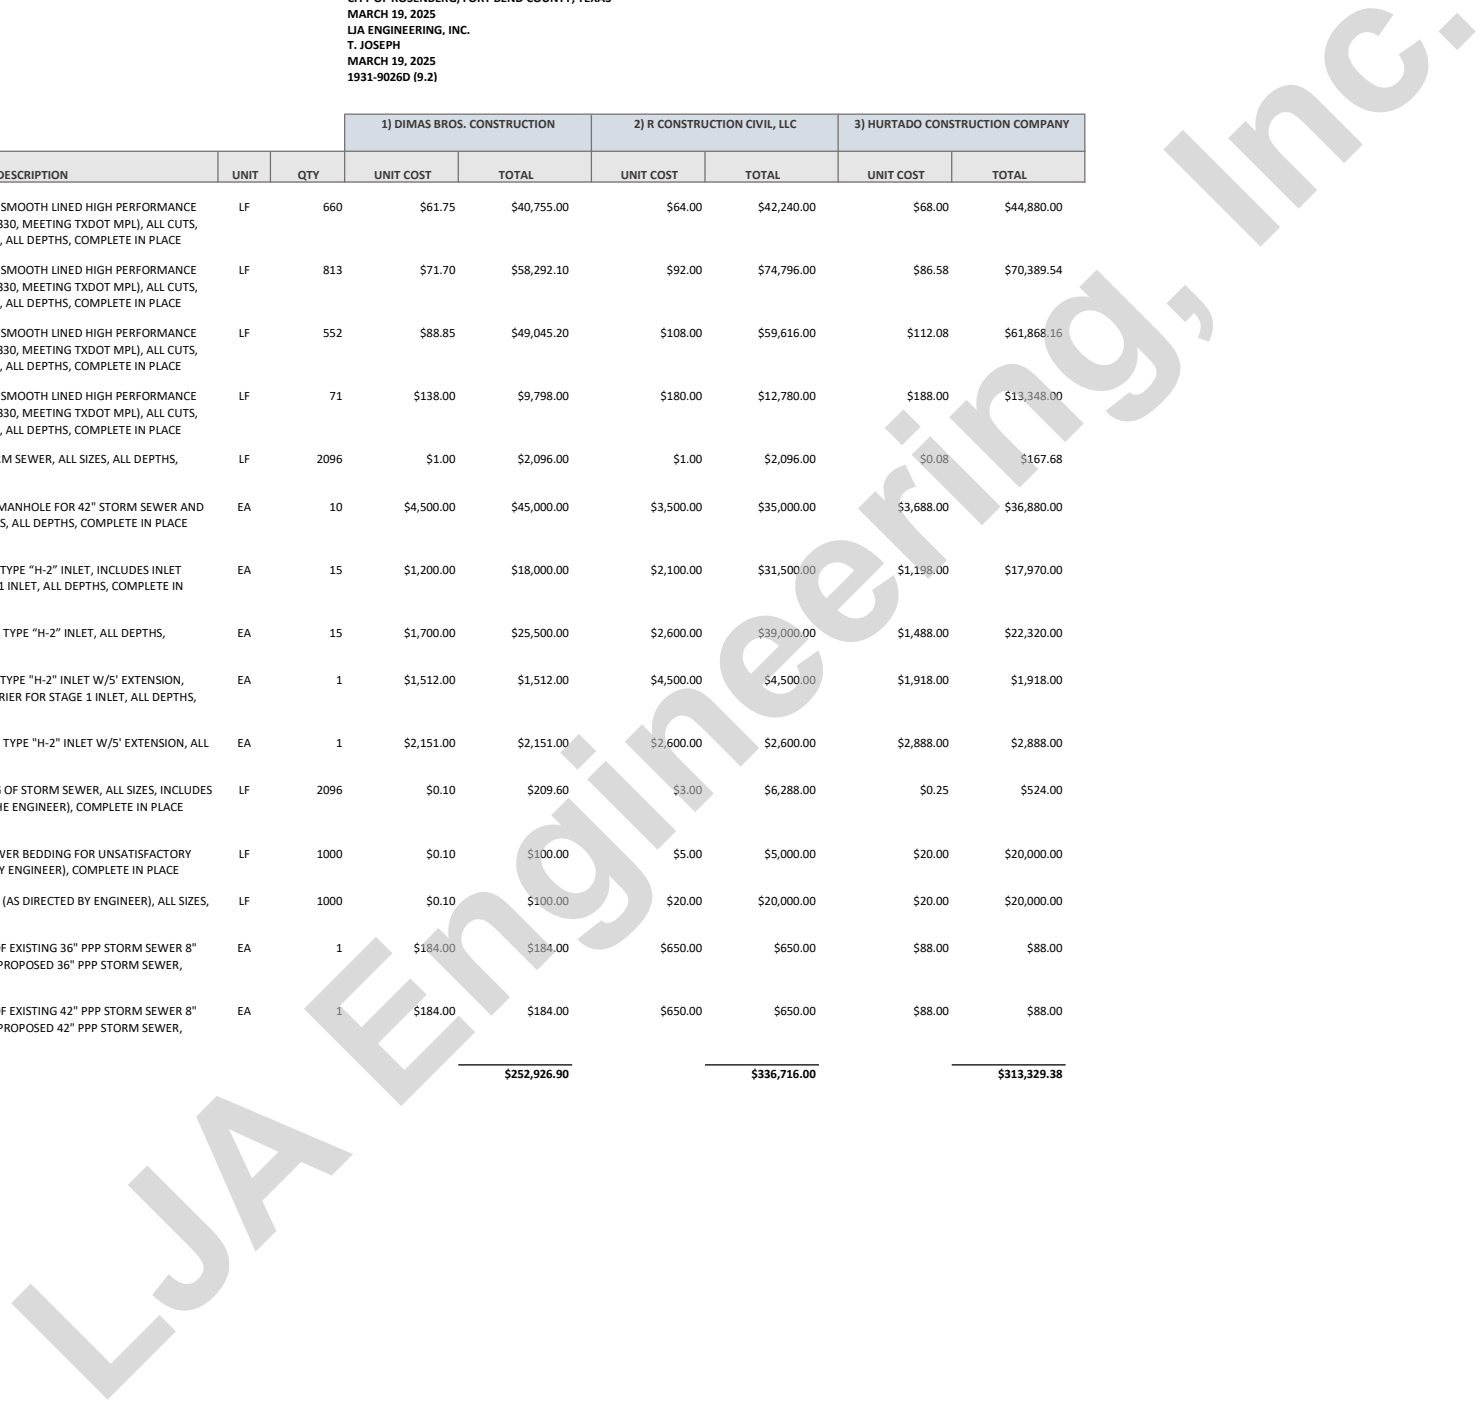 MARCH 19, 2025
LJA ENGINEERING, INC.
T. JOSEPH
MARCH 19, 2025
1931-9026D (9.2)
1) DIMAS BROS. CONSTRUCTION 2) R CONSTRUCTION CIVIL, LLC 3) HURTADO CONSTRUCTION COMPANY
DESCRIPTION UNIT QTY UNIT COST TOTAL UNIT COST TOTAL UNIT COST TOTAL
SMOOTH LINED HIGH PERFORMANCE LF 660 $61.75 $40,755.00 $64.00 $42,240.00 $68.00 $44,880.00
330, MEETING TXDOT MPL), ALL CUTS,
, ALL DEPTHS, COMPLETE IN PLACE
SMOOTH LINED HIGH PERFORMANCE LF 813 $71.70 $58,292.10 $92.00 $74,796.00 $86.58 $70,389.54
330, MEETING TXDOT MPL), ALL CUTS,
, ALL DEPTHS, COMPLETE IN PLACE
SMOOTH LINED HIGH PERFORMANCE LF 552 $88.85 $49,045.20 $108.00 $59,616.00 $112.08 $61,868.16
330, MEETING TXDOT MPL), ALL CUTS,
, ALL DEPTHS, COMPLETE IN PLACE
SMOOTH LINED HIGH PERFORMANCE LF 71 $138.00 $9,798.00 $180.00 $12,780.00 $188.00 $13,348.00
330, MEETING TXDOT MPL), ALL CUTS,
, ALL DEPTHS, COMPLETE IN PLACE
M SEWER, ALL SIZES, ALL DEPTHS, LF 2096 $1.00 $2,096.00 $1.00 $2,096.00 $0.08 $167.68
MANHOLE FOR 42" STORM SEWER AND EA 10 $4,500.00 $45,000.00 $3,500.00 $35,000.00 $3,688.00 $36,880.00
S, ALL DEPTHS, COMPLETE IN PLACE
TYPE “H-2” INLET, INCLUDES INLET EA 15 $1,200.00 $18,000.00 $2,100.00 $31,500.00 $1,198.00 $17,970.00
1 INLET, ALL DEPTHS, COMPLETE IN
TYPE “H-2” INLET, ALL DEPTHS, EA 15 $1,700.00 $25,500.00 $2,600.00 $39,000.00 $1,488.00 $22,320.00
TYPE "H-2" INLET W/5' EXTENSION, EA 1 $1,512.00 $1,512.00 $4,500.00 $4,500.00 $1,918.00 $1,918.00
RIER FOR STAGE 1 INLET, ALL DEPTHS,
TYPE "H-2" INLET W/5' EXTENSION, ALL EA 1 $2,151.00 $2,151.00 $2,600.00 $2,600.00 $2,888.00 $2,888.00
G OF STORM SEWER, ALL SIZES, INCLUDES LF 2096 $0.10 $209.60 $3.00 $6,288.00 $0.25 $524.00
HE ENGINEER), COMPLETE IN PLACE
WER BEDDING FOR UNSATISFACTORY LF 1000 $0.10 $100.00 $5.00 $5,000.00 $20.00 $20,000.00
Y ENGINEER), COMPLETE IN PLACE
(AS DIRECTED BY ENGINEER), ALL SIZES, LF 1000 $0.10 $100.00 $20.00 $20,000.00 $20.00 $20,000.00
OF EXISTING 36" PPP STORM SEWER 8" EA 1 $184.00 $184.00 $650.00 $650.00 $88.00 $88.00
PROPOSED 36" PPP STORM SEWER,
OF EXISTING 42" PPP STORM SEWER 8" EA 1 $184.00 $184.00 $650.00 $650.00 $88.00 $88.00
PROPOSED 42" PPP STORM SEWER,
$252,926.90 $336,716.00 $313,329.38
LJA Engineering, Inc.